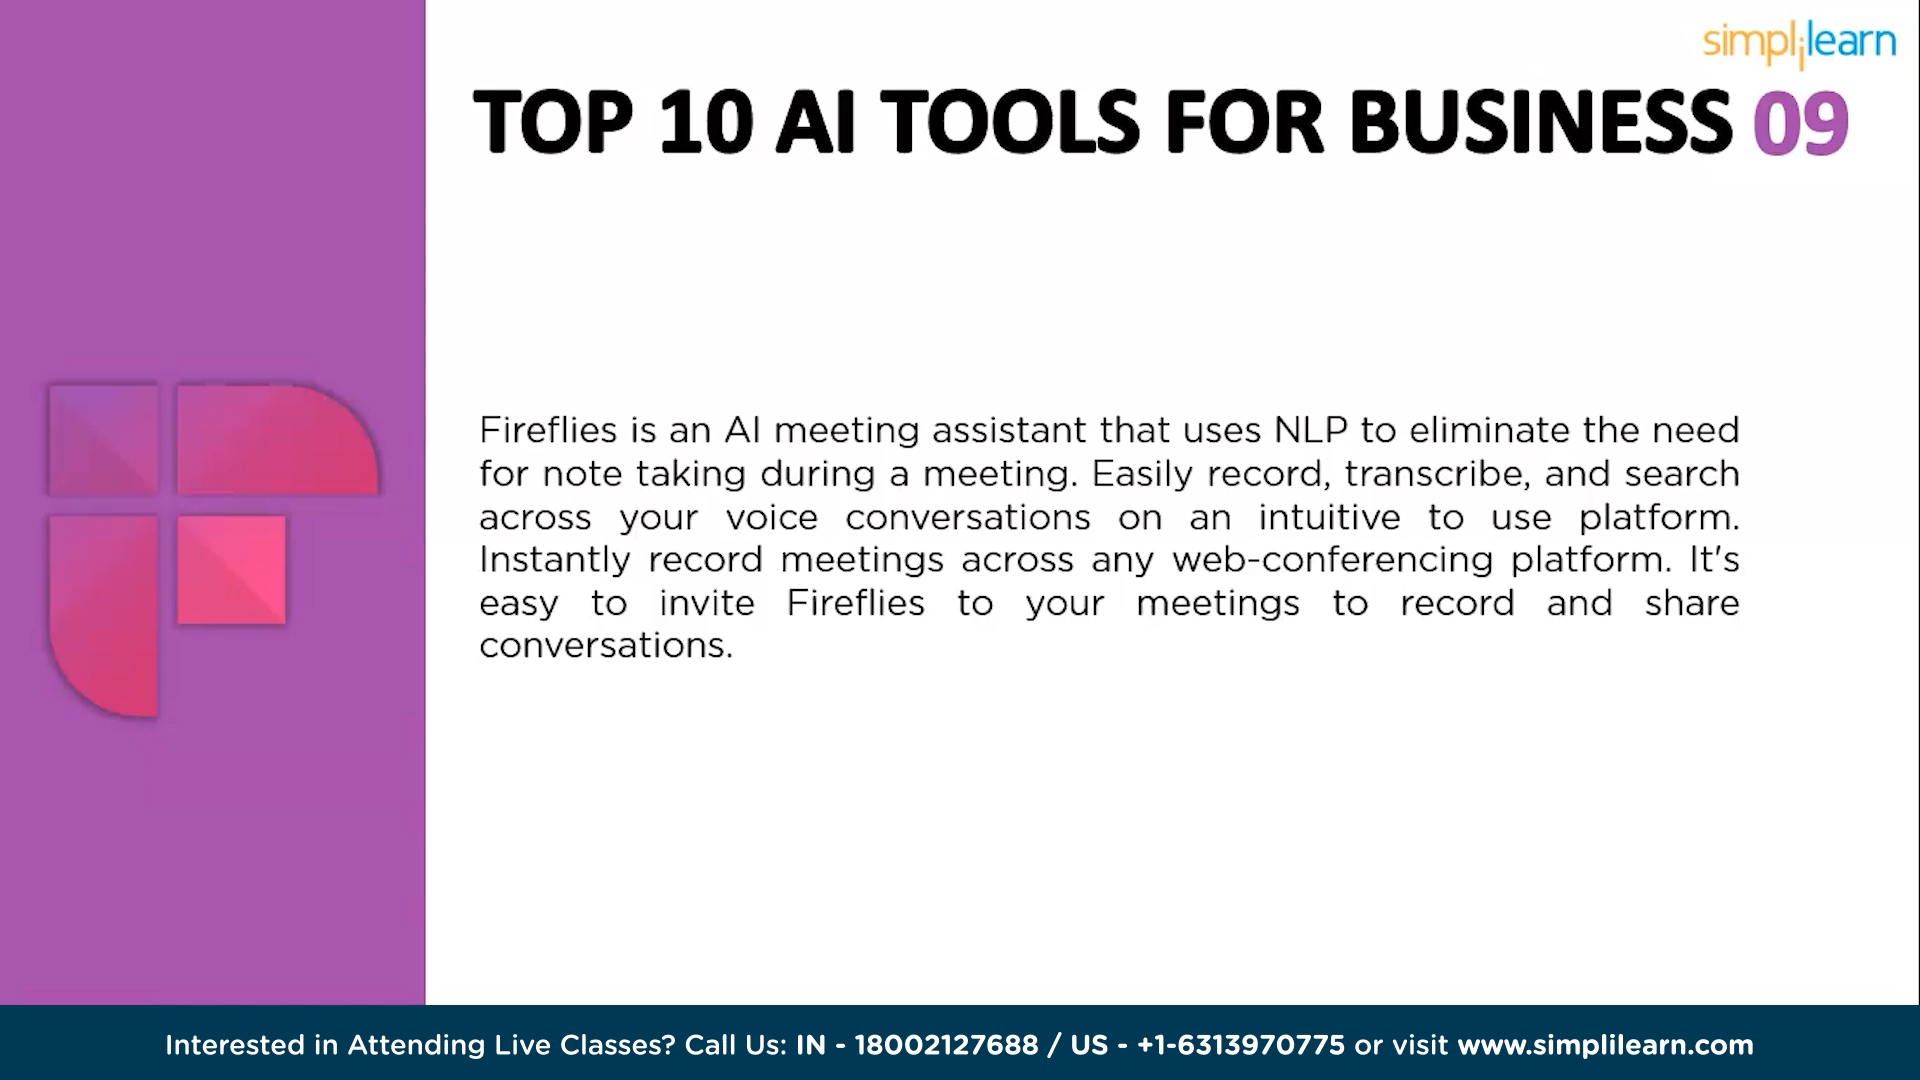 simplilearn
TOP 10 AI TOOLS FOR BUSINESS 09
Fireflies is an AI meeting assistant that uses NLP to eliminate the need
for note taking during a meeting. Easily record, transcribe, and search
across your voice conversations on an intuitive to use platform.
Instantly record meetings across any web-conferencing platform. It's
easy to invite Fireflies to your meetings to record and share
conversations.
Interested in Attending Live Classes? Call Us: IN - 18002127688 / US - +1-6313970775 or visit www.simplilearn.com